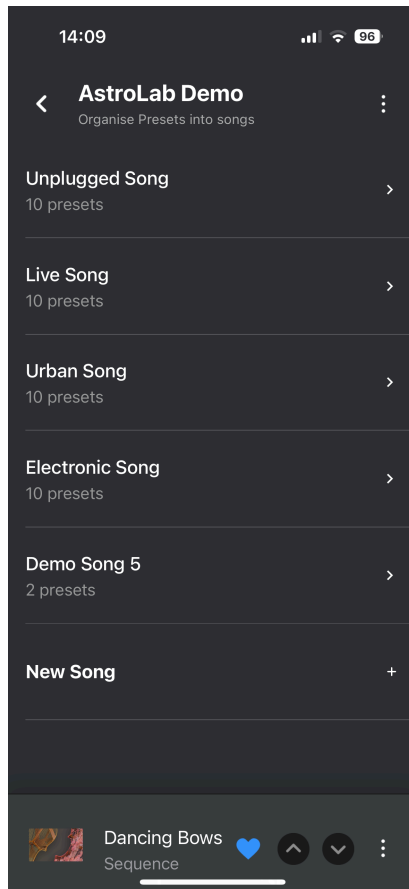 14:09
96
AstroLab Demo
Organise Presets into songs
Unplugged Song
10 presets
Live Song
10 presets
Urban Song
10 presets
Electronic Song
10 presets
Demo Song 5
2 presets
New Song
+
Dancing Bows
Sequence